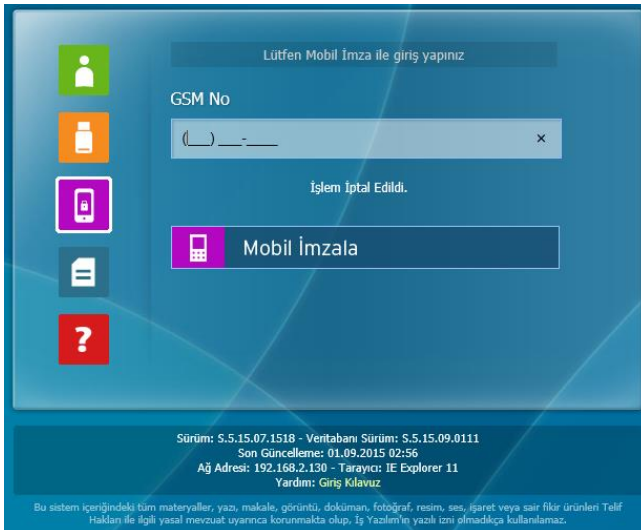 Lütfen Mobil İmza ile giriş yapınız
GSM No
(__) ___-____ ×
İşlem İptal Edildi.
Mobil İmzala
?
Sürüm: S.5.15.07.1518 - Veritabanı Sürüm: S.5.15.09.0111
Son Güncelleme: 01.09.2015 02:56
Ağ Adresi: 192.168.2.130 - Tarayıcı: IE Explorer 11
Yardım: Giriş Kılavuz
Bu sistem içeriğindeki tüm materyaller, yazı, makale, görüntü, doküman, fotoğraf, resim, ses, işaret veya sair fikir ürünleri Telif
Hakları ile ilgili yasal mevzuat uyarınca korunmakta olup, İş Yazılım'ın yazılı izni olmadıkça kullanılamaz.